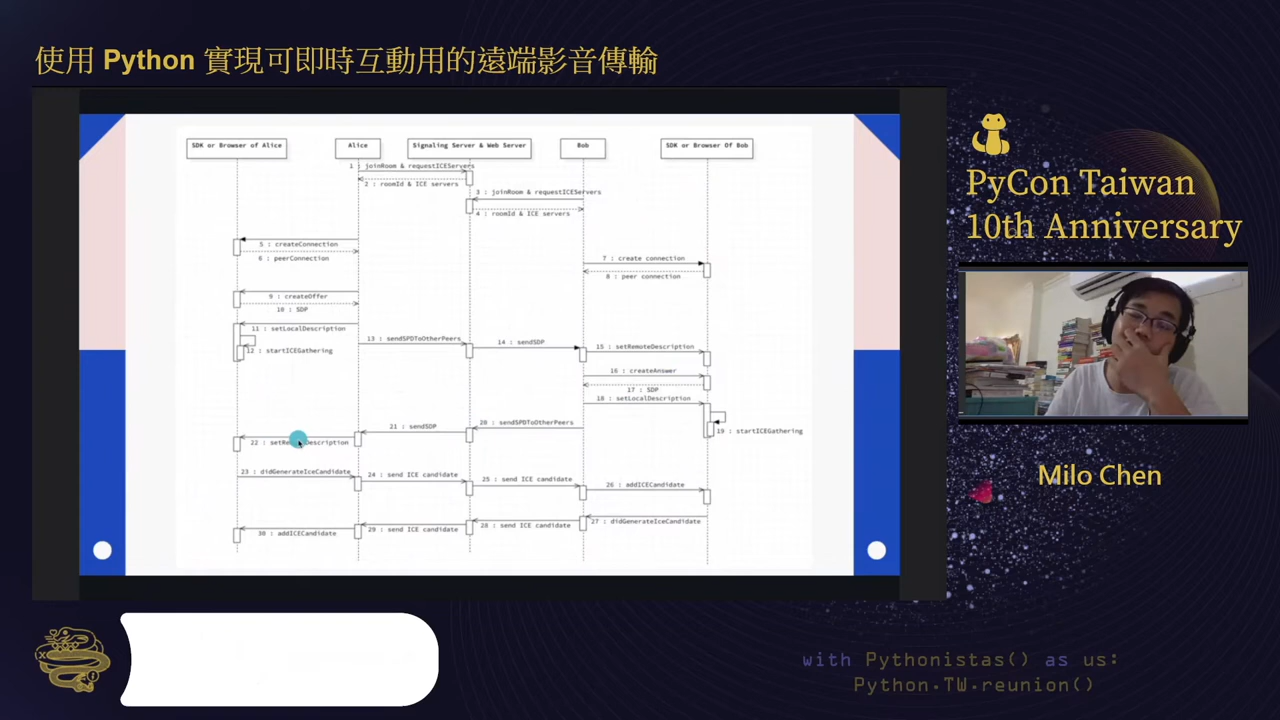 使用 Python 實現可即時互動用的遠端影音傳輸
SDK or Browser of Alice
Alice
Signaling Server & Web Server
Bob
SDK or Browser Of Bob
1 : joinRoom & requestICEServers
2 : roomId & ICE servers
3 : joinRoom & requestICEServers
4 : roomId & ICE servers
5 : createConnection
6 : peerConnection
7 : create connection
8 : peer connection
9 : createOffer
10 : SDP
11 : setLocalDescription
12 : startICEGathering
13 : sendSPDToOtherPeers
14 : sendSDP
15 : setRemoteDescription
16 : createAnswer
17 : SDP
18 : setLocalDescription
19 : startICEGathering
20 : sendSPDToOtherPeers
21 : sendSDP
22 : setRemoteDescription
23 : didGenerateIceCandidate
24 : send ICE candidate
25 : send ICE candidate
26 : addICECandidate
27 : didGenerateIceCandidate
28 : send ICE candidate
29 : send ICE candidate
30 : addICECandidate
PyCon Taiwan
10th Anniversary
Milo Chen
with Pythonistas() as us:
Python.TW.reunion()